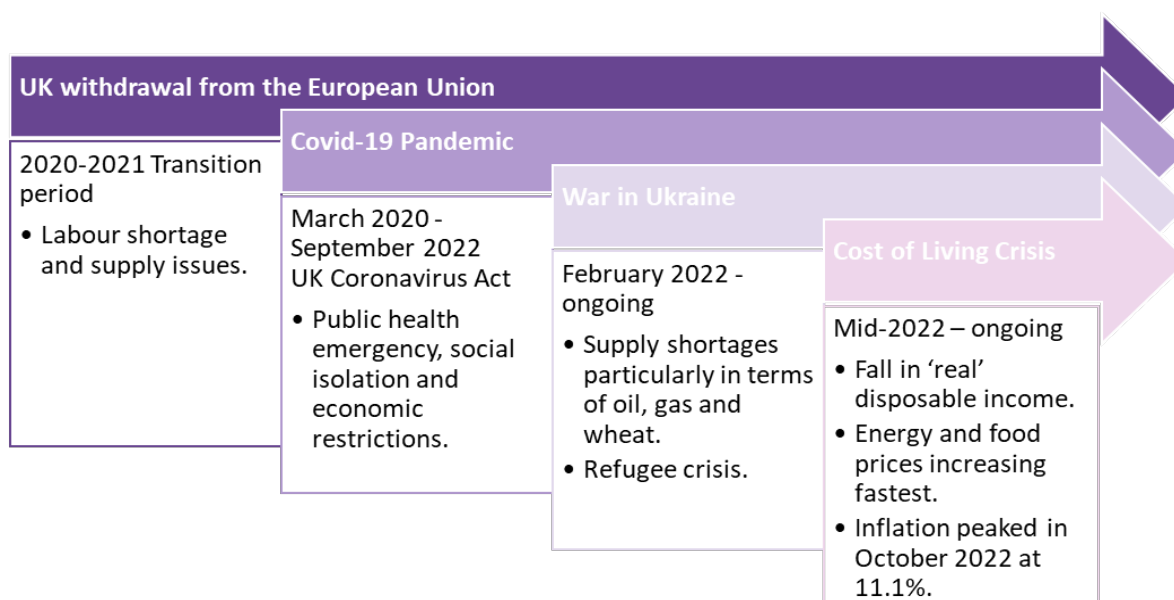 UK withdrawal from the European Union
2020-2021 Transition
period
• Labour shortage
and supply issues.
Covid-19 Pandemic
March 2020 -
September 2022
UK Coronavirus Act
• Public health
emergency, social
isolation and
economic
restrictions.
War in Ukraine
February 2022 -
ongoing
• Supply shortages
particularly in terms
of oil, gas and
wheat.
• Refugee crisis.
Cost of Living Crisis
Mid-2022 – ongoing
• Fall in ‘real’
disposable income.
• Energy and food
prices increasing
fastest.
• Inflation peaked in
October 2022 at
11.1%.